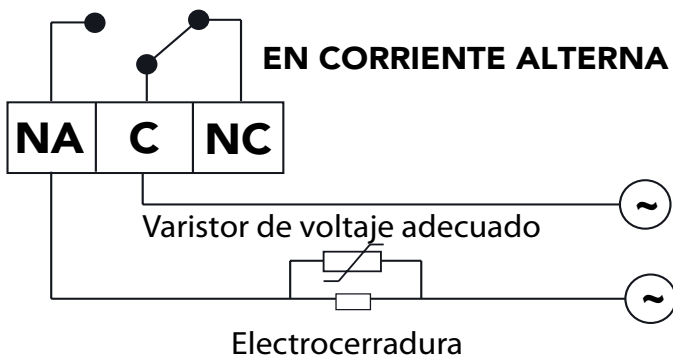 EN CORRIENTE ALTERNA
NA C NC
~
Varistor de voltaje adecuado
~
Electrocerradura